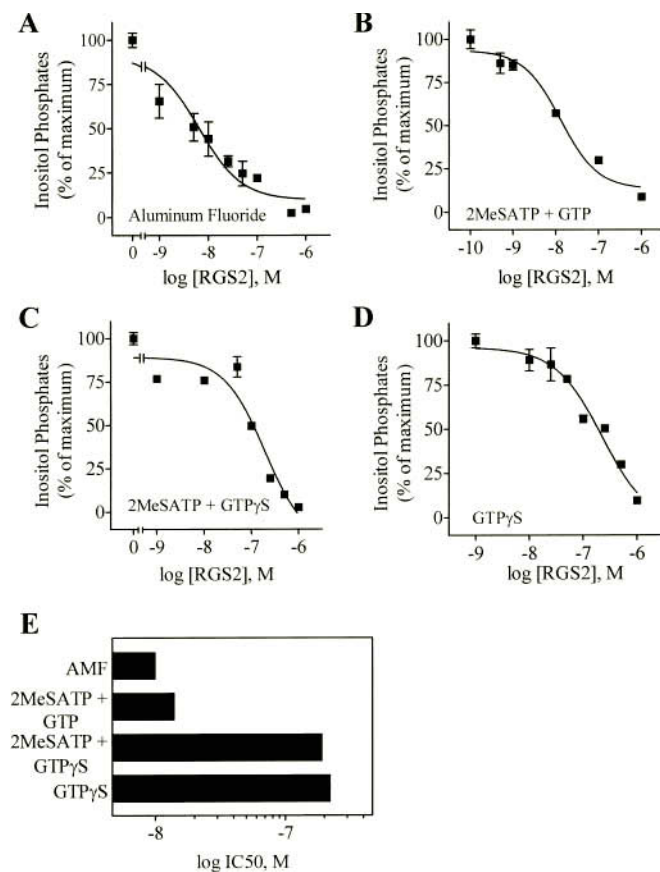 A
Inositol Phosphates
(% of maximum)
100
75
50
25
0
Aluminum Fluoride
0 -9 -8 -7 -6
log [RGS2], M
B
Inositol Phosphates
(% of maximum)
100
75
50
25
0
2MeSATP + GTP
-10 -9 -8 -7 -6
log [RGS2], M
C
Inositol Phosphates
(% of maximum)
100
75
50
25
0
2MeSATP + GTPγS
0 -9 -8 -7 -6
log [RGS2], M
D
Inositol Phosphates
(% of maximum)
100
75
50
25
0
GTPγS
-9 -8 -7 -6
log [RGS2], M
E
AMF
2MeSATP +
GTP
2MeSATP +
GTPγS
GTPγS
-8 -7
log IC50, M